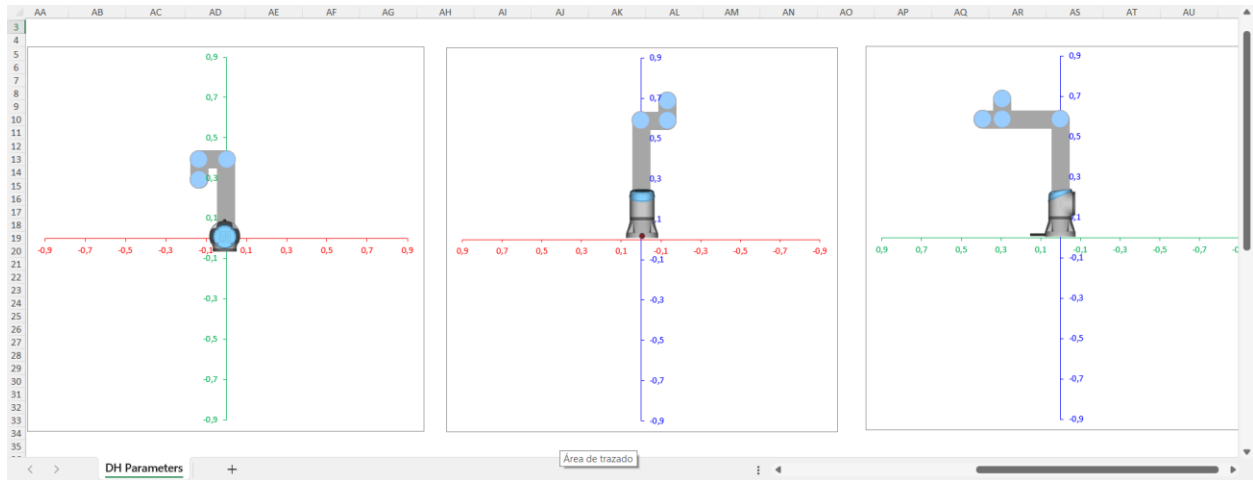 AA AB AC AD AE AF AG AH AI AJ AK AL AM AN AO AP AQ AR AS AT AU
3
4
5 0,9 0,9 0,9
6
7
8 0,7 0,7 0,7
9
10
11 0,5 0,5 0,5
12
13
14 0,3 0,3 0,3
15
16
17 0,1 ,1 0,1
18
19
20 -0,9 -0,7 -0,5 -0,3 -0,1 0,1 0,3 0,5 0,7 0,9 0,9 0,7 0,5 0,3 0,1 -0,1 -0,3 -0,5 -0,7 -0,9 0,9 0,7 0,5 0,3 0,1 -0,1 -0,3 -0,5 -0,7
21 -0,1 -0,1 -0,1
22
23
24 -0,3 -0,3 -0,3
25
26
27 -0,5 -0,5 -0,5
28
29
30 -0,7 -0,7 -0,7
31
32
33 -0,9 -0,9 -0,9
34
35
Área de trazado
DH Parameters